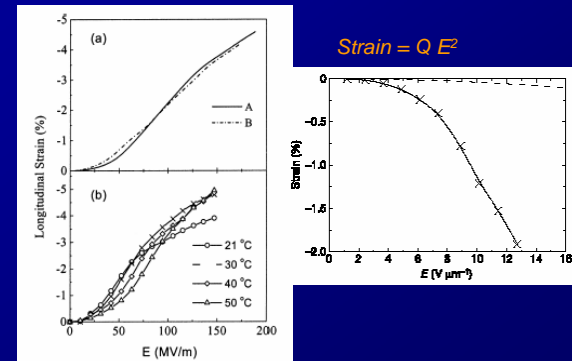 Strain = Q E²
Longitudinal Strain (%)
(a)
-5
-4
-3
-2
-1
0
A
B
(b)
-5
-4
-3
-2
-1
0
21 °C
30 °C
40 °C
50 °C
0 50 100 150 200
E (MV/m)
Strain (%)
0
−0.5
−1.0
−1.5
−2.0
0 2 4 6 8 10 12 14 16
E (V μm⁻¹)